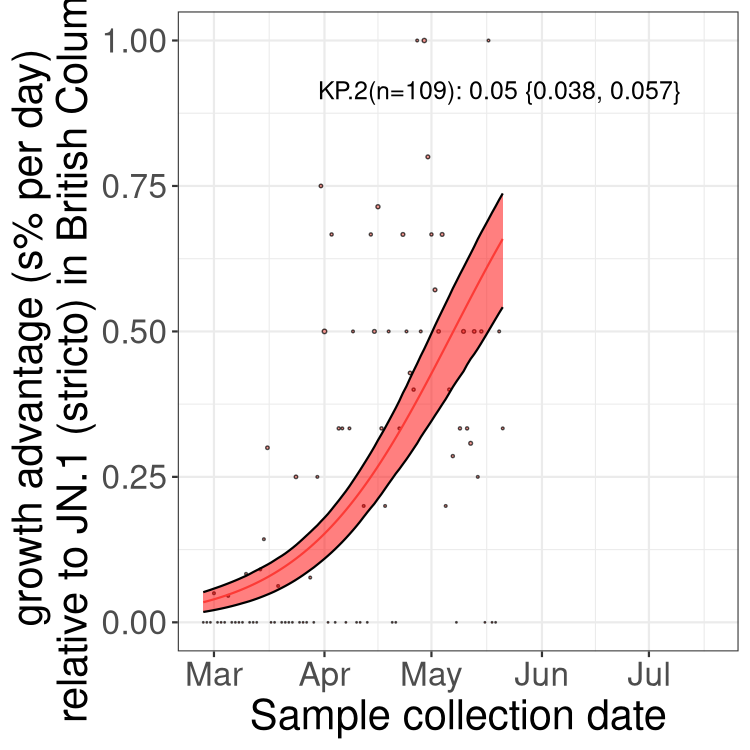 growth advantage (s% per day)
relative to JN.1 (stricto) in British Colum
1.00
0.75
0.50
0.25
0.00
KP.2(n=109): 0.05 {0.038, 0.057}
Mar Apr May Jun Jul
Sample collection date